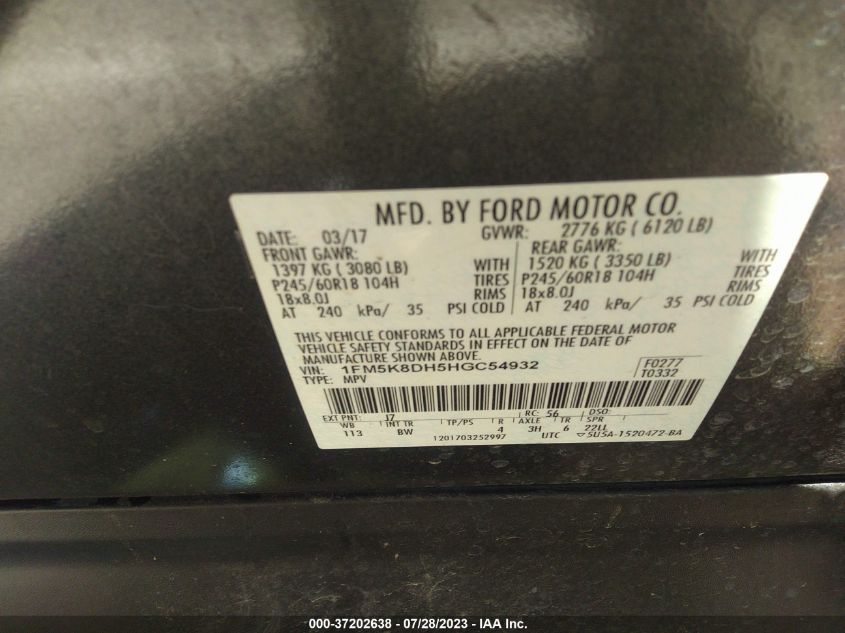 MFD. BY FORD MOTOR CO.
DATE: 03/17 GVWR: 2776 KG ( 6120 LB)
FRONT GAWR: REAR GAWR:
1397 KG ( 3080 LB) WITH 1520 KG ( 3350 LB) WITH
P245/60R18 104H TIRES P245/60R18 104H TIRES
18x8.0J RIMS 18x8.0J RIMS
AT 240 kPa/ 35 PSI COLD AT 240 kPa/ 35 PSI COLD
THIS VEHICLE CONFORMS TO ALL APPLICABLE FEDERAL MOTOR
VEHICLE SAFETY STANDARDS IN EFFECT ON THE DATE OF
MANUFACTURE SHOWN ABOVE.
VIN: 1FM5K8DH5HGC54932 F0277
TYPE: MPV T0332
EXT PNT: J7 RC: 56 DSO:
WB INT TR TP/PS R AXLE TR SPR
113 BW 4 3H 6 22LL
1201703252997 UTC ▽5U5A-1520472-BA
000-37202638 / 07/28/2023 / IAA Inc.